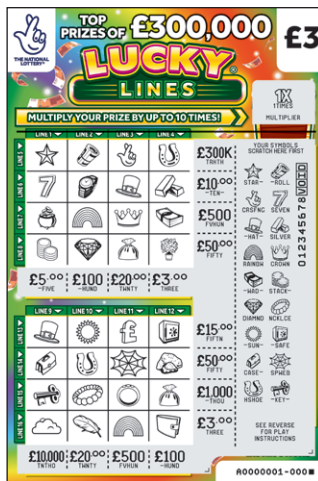 TOP
PRIZES OF £300,000
£3
THE NATIONAL
LOTTERY
LUCKY
LINES
MULTIPLY YOUR PRIZE BY UP TO 10 TIMES!
1X
1TIMES
MULTIPLIER
LINE 1 LINE 2 LINE 3 LINE 4
LINE 5
£300K
TRHTH
LINE 6
7
£10.00
-TEN-
LINE 7
£500
FVHUN
LINE 8
£50.00
FIFTY
£5.00 £100 £20.00 £3.00
-FIVE -HUND TWNTY -THREE
YOUR SYMBOLS
SCRATCH HERE FIRST
STAR- -ROLL
7
CRSFNG SEVEN
-HAT- SILVER
RAINBW CROWN
-WAD- STACK-
DIAMND NCKLCE
-SUN- -SAFE
CASE- SPWEB
HSHOE -KEY-
SEE REVERSE
FOR PLAY
INSTRUCTIONS
012345678 VOID
LINE 9 LINE 10 LINE 11 LINE 12
LINE 13
£
£15.00
FIFTN
LINE 14
£50.00
FIFTY
LINE 15
£1,000
-THOU
LINE 16
£3.00
THREE
£10,000 £20.00 £500 £100
TNTHO TWNTY FVHUN -HUND
A0000001-000